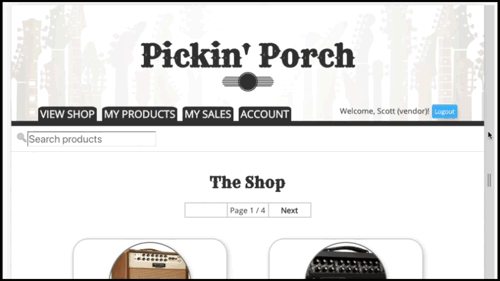 Pickin' Porch
VIEW SHOP MY PRODUCTS MY SALES ACCOUNT
Welcome, Scott (vendor)! Logout
Search products
The Shop
Page 1 / 4 Next